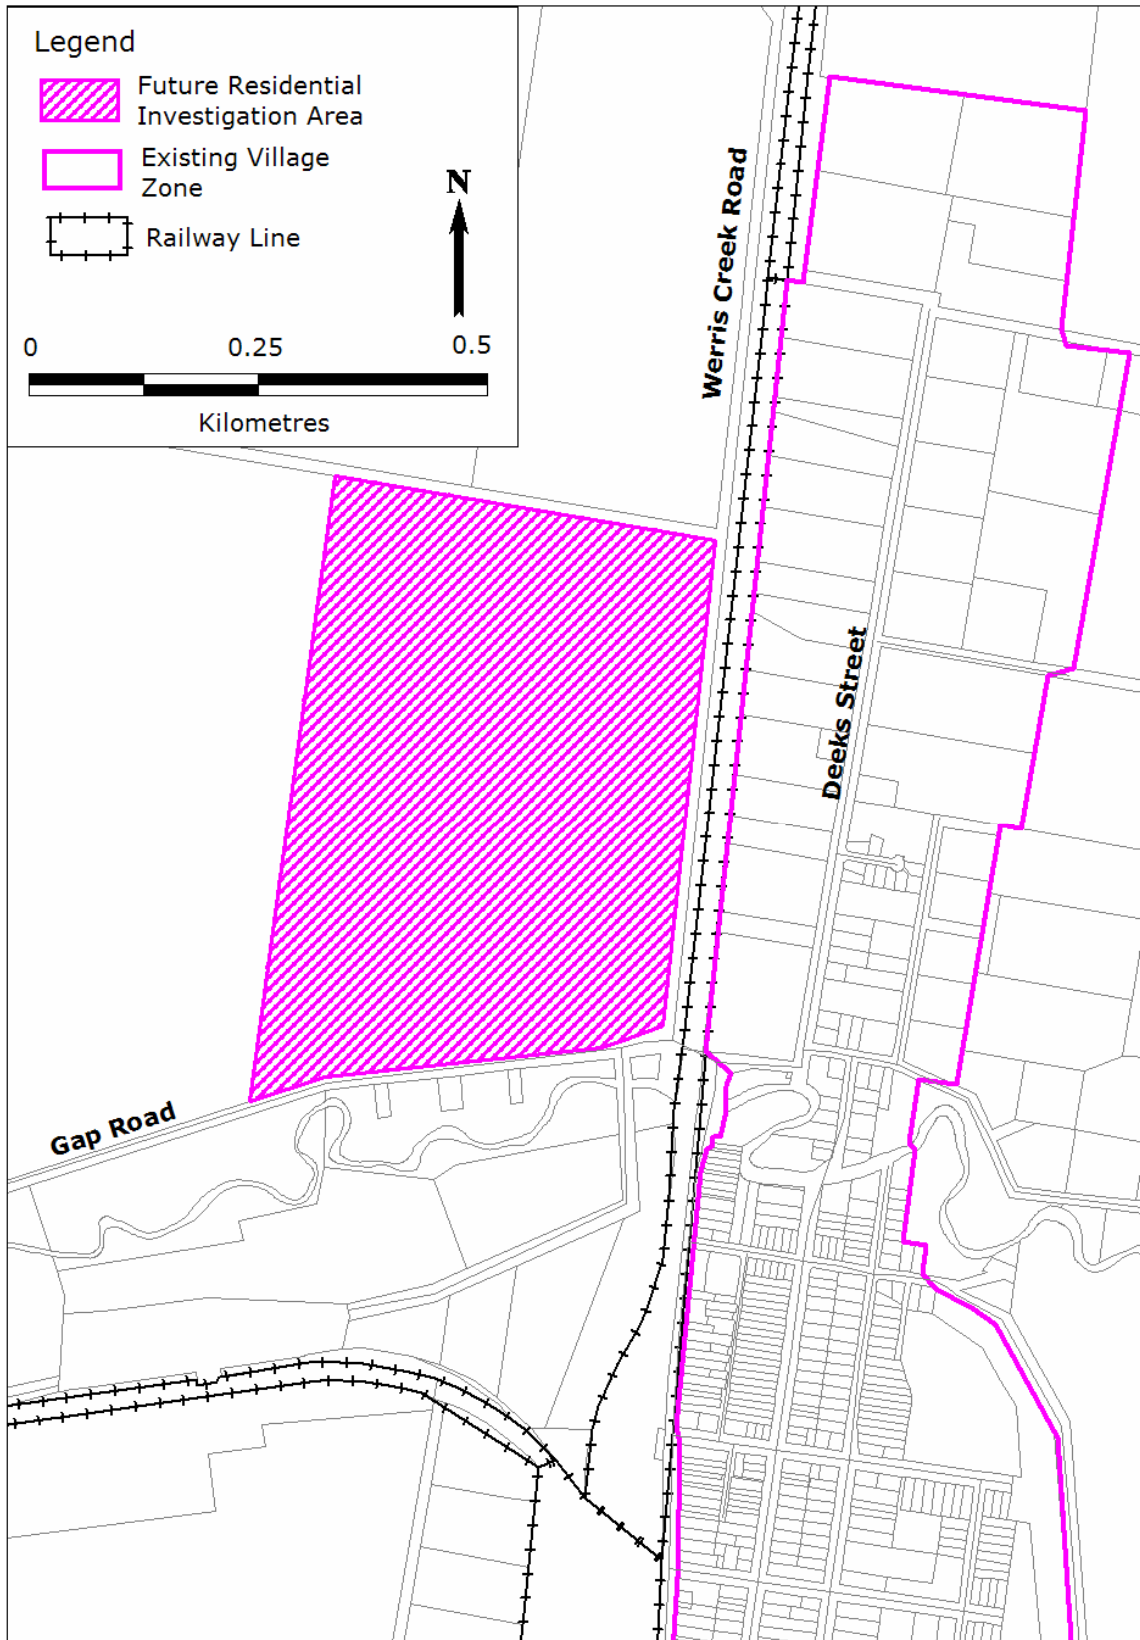 Legend
Future Residential
Investigation Area
Existing Village
Zone
Railway Line
N
0 0.25 0.5
Kilometres
Werris Creek Road
Deeks Street
Gap Road